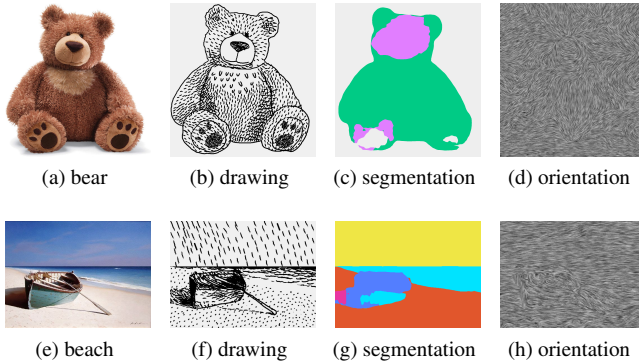 (a) bear (b) drawing (c) segmentation (d) orientation
(e) beach (f) drawing (g) segmentation (h) orientation